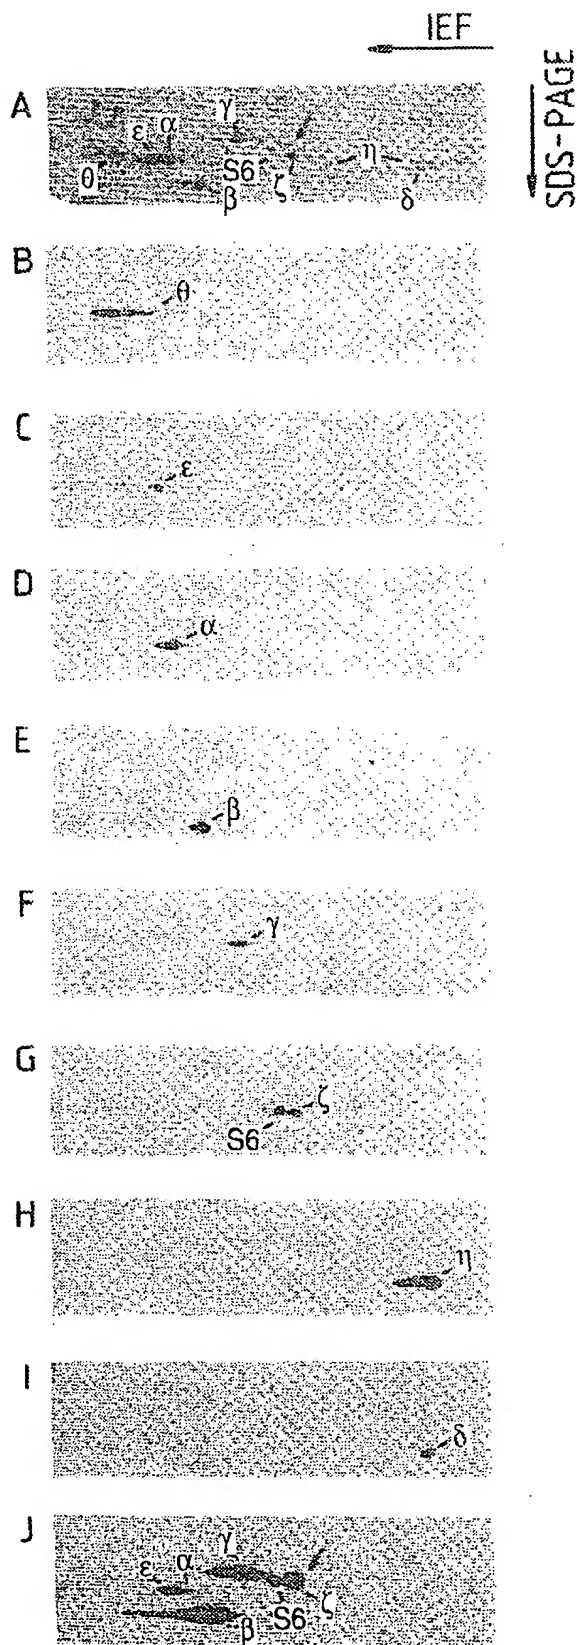 IEF
SDS-PAGE
A
γ
α
ε
η
θ
S6
ζ
β
δ
B
θ
C
ε
D
α
E
β
F
γ
G
ζ
S6
H
η
I
δ
J
γ
α
ε
ζ
S6
β